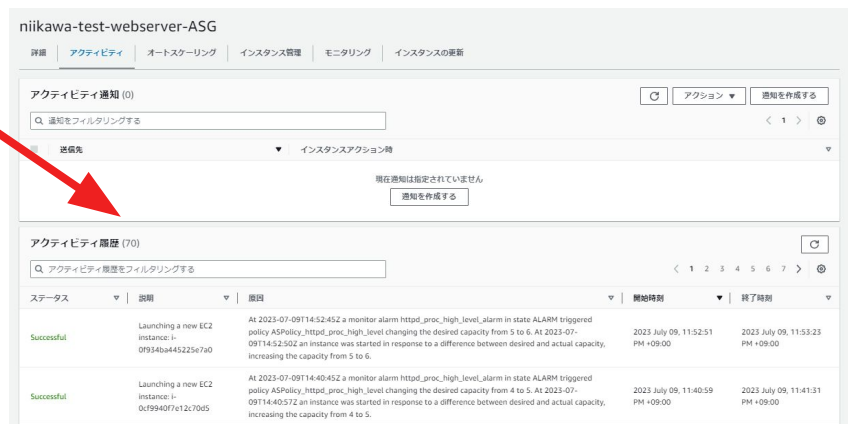 niikawa-test-webserver-ASG
詳細 アクティビティ オートスケーリング インスタンス管理 モニタリング インスタンスの更新
アクティビティ通知 (0)
アクション ▼ 通知を作成する
通知をフィルタリングする
< 1 >
送信先 ▼ インスタンスアクション時
現在通知は指定されていません
通知を作成する
アクティビティ履歴 (70)
アクティビティ履歴をフィルタリングする
< 1 2 3 4 5 6 7 >
ステータス 説明 原因 開始時刻 ▼ 終了時刻
Successful
Launching a new EC2
instance: i-
0f934ba445225e7a0
At 2023-07-09T14:52:45Z a monitor alarm httpd_proc_high_level_alarm in state ALARM triggered
policy ASPolicy_httpd_proc_high_level changing the desired capacity from 5 to 6. At 2023-07-
09T14:52:50Z an instance was started in response to a difference between desired and actual capacity,
increasing the capacity from 5 to 6.
2023 July 09, 11:52:51
PM +09:00
2023 July 09, 11:53:23
PM +09:00
Successful
Launching a new EC2
instance: i-
0cf9940f7e12c70d5
At 2023-07-09T14:40:45Z a monitor alarm httpd_proc_high_level_alarm in state ALARM triggered
policy ASPolicy_httpd_proc_high_level changing the desired capacity from 4 to 5. At 2023-07-
09T14:40:57Z an instance was started in response to a difference between desired and actual capacity,
increasing the capacity from 4 to 5.
2023 July 09, 11:40:59
PM +09:00
2023 July 09, 11:41:31
PM +09:00